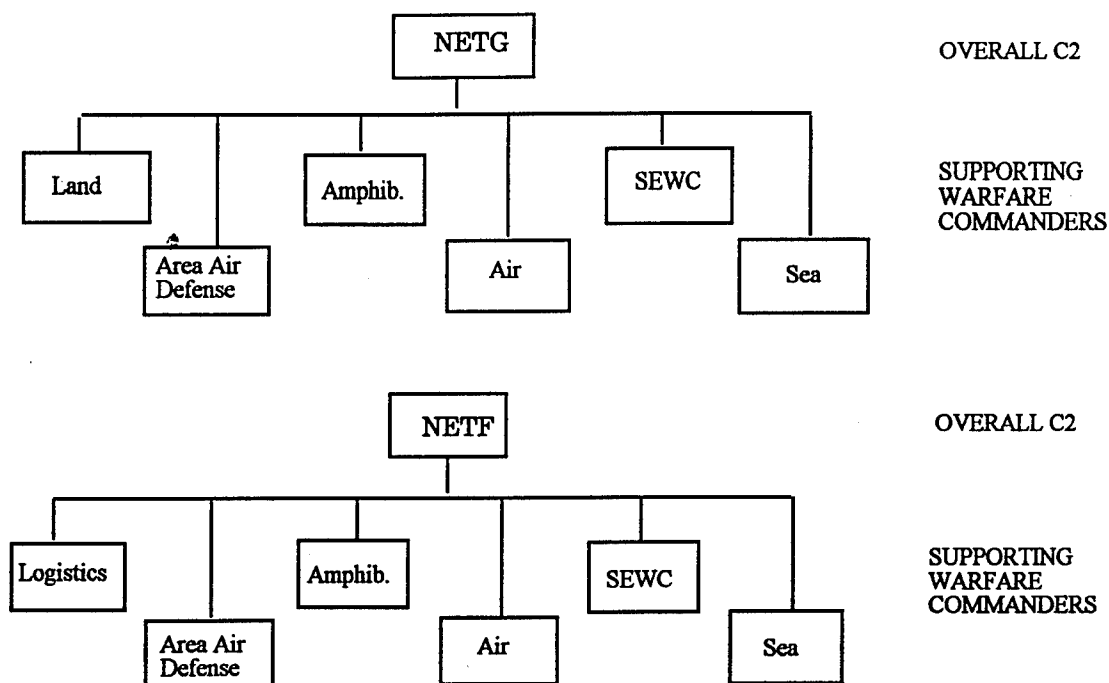 NETG
OVERALL C2
Land
Amphib.
SEWC
SUPPORTING
WARFARE
COMMANDERS
Area Air
Defense
Air
Sea
NETF
OVERALL C2
Logistics
Amphib.
SEWC
SUPPORTING
WARFARE
COMMANDERS
Area Air
Defense
Air
Sea